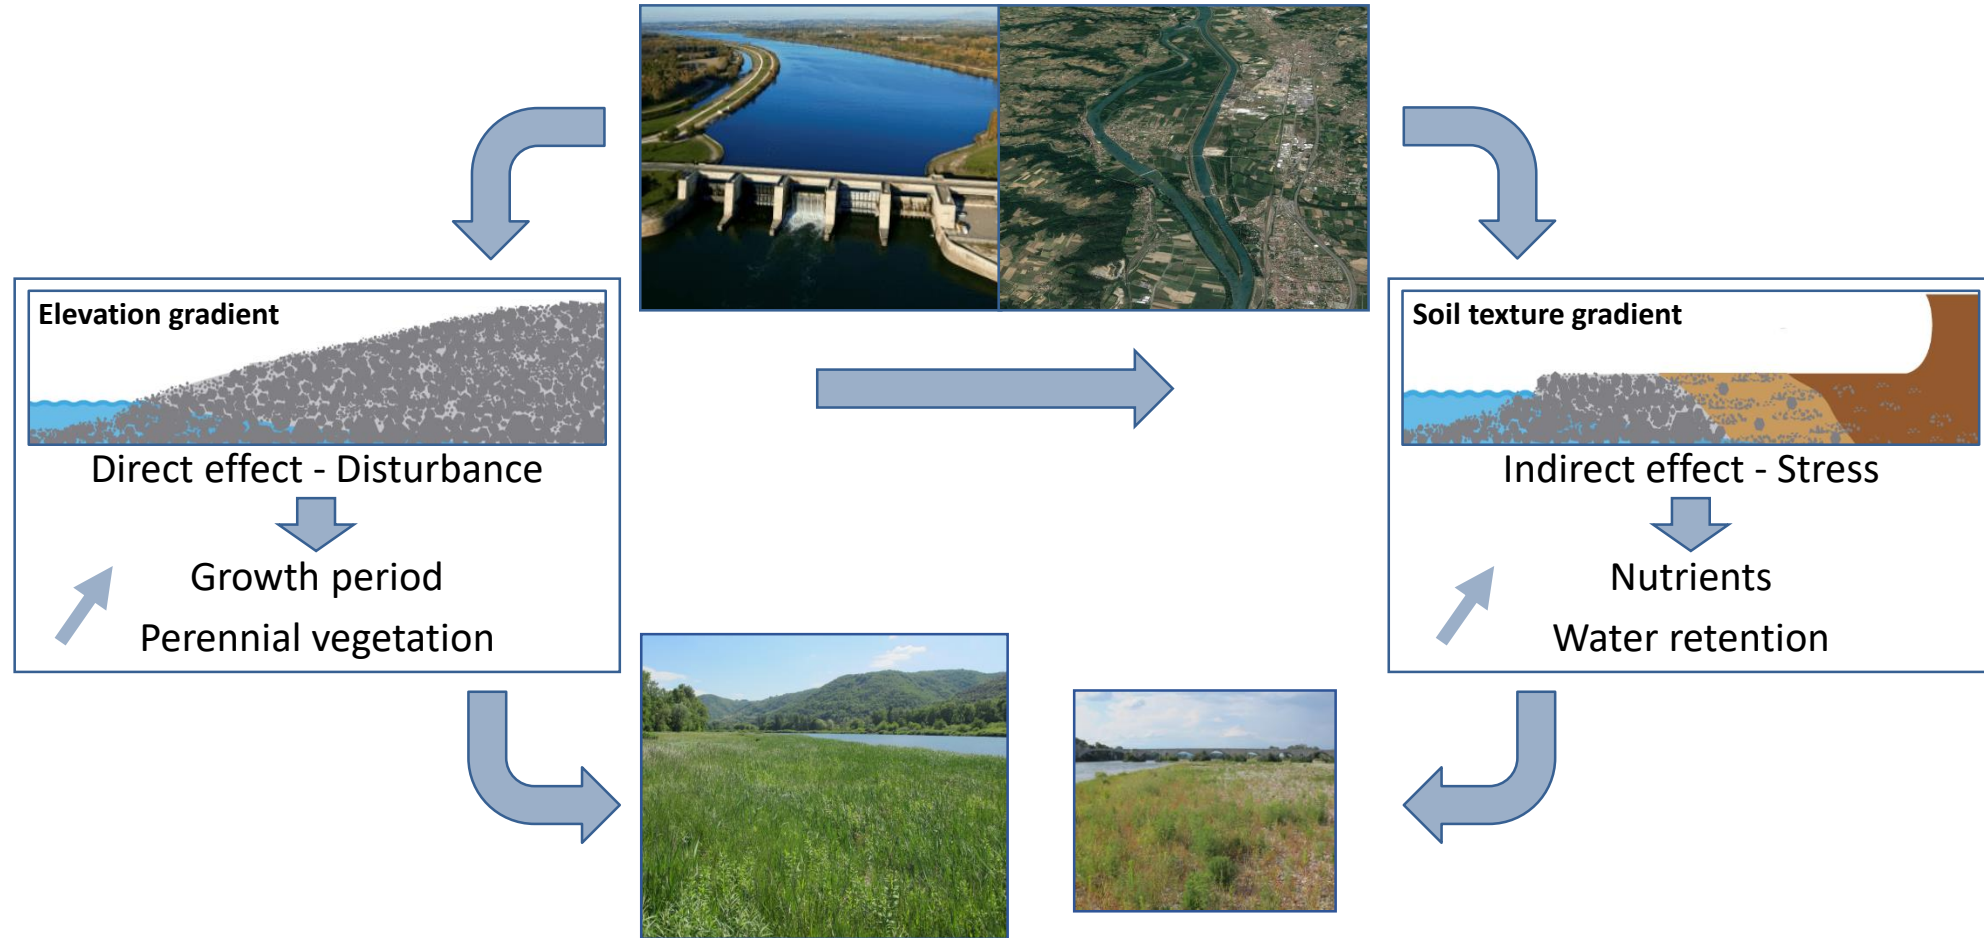 Elevation gradient
Direct effect - Disturbance
Growth period
Perennial vegetation
Soil texture gradient
Indirect effect - Stress
Nutrients
Water retention